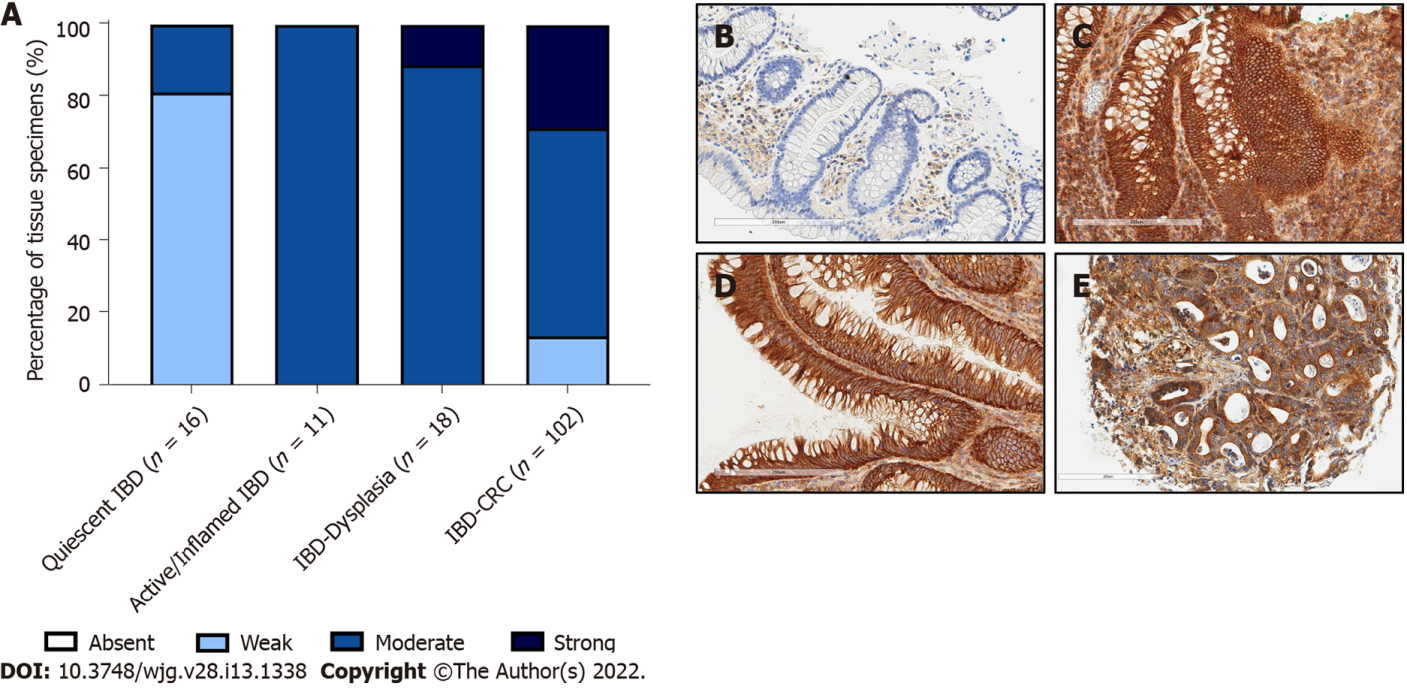 A
Percentage of tissue specimens (%)
100
80
60
40
20
0
Quiescent IBD (n = 16)
Active/Inflamed IBD (n = 11)
IBD-Dysplasia (n = 18)
IBD-CRC (n = 102)
Absent Weak Moderate Strong
B
C
D
E
DOI: 10.3748/wjg.v28.i13.1338 Copyright ©The Author(s) 2022.